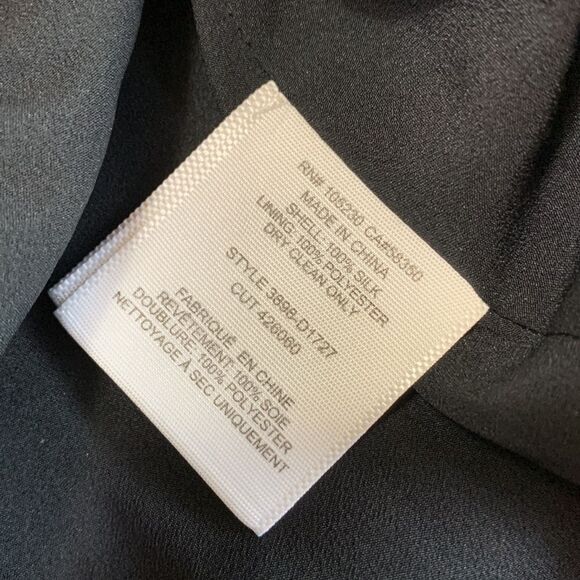 RN# 105230 CA#58350
MADE IN CHINA
SHELL: 100% SILK
LINING: 100% POLYESTER
DRY CLEAN ONLY
STYLE 3698-D1727
CUT 426060
FABRIQUÉ EN CHINE
REVÊTEMENT: 100% SOIE
DOUBLURE: 100% POLYESTER
NETTOYAGE À SEC UNIQUEMENT